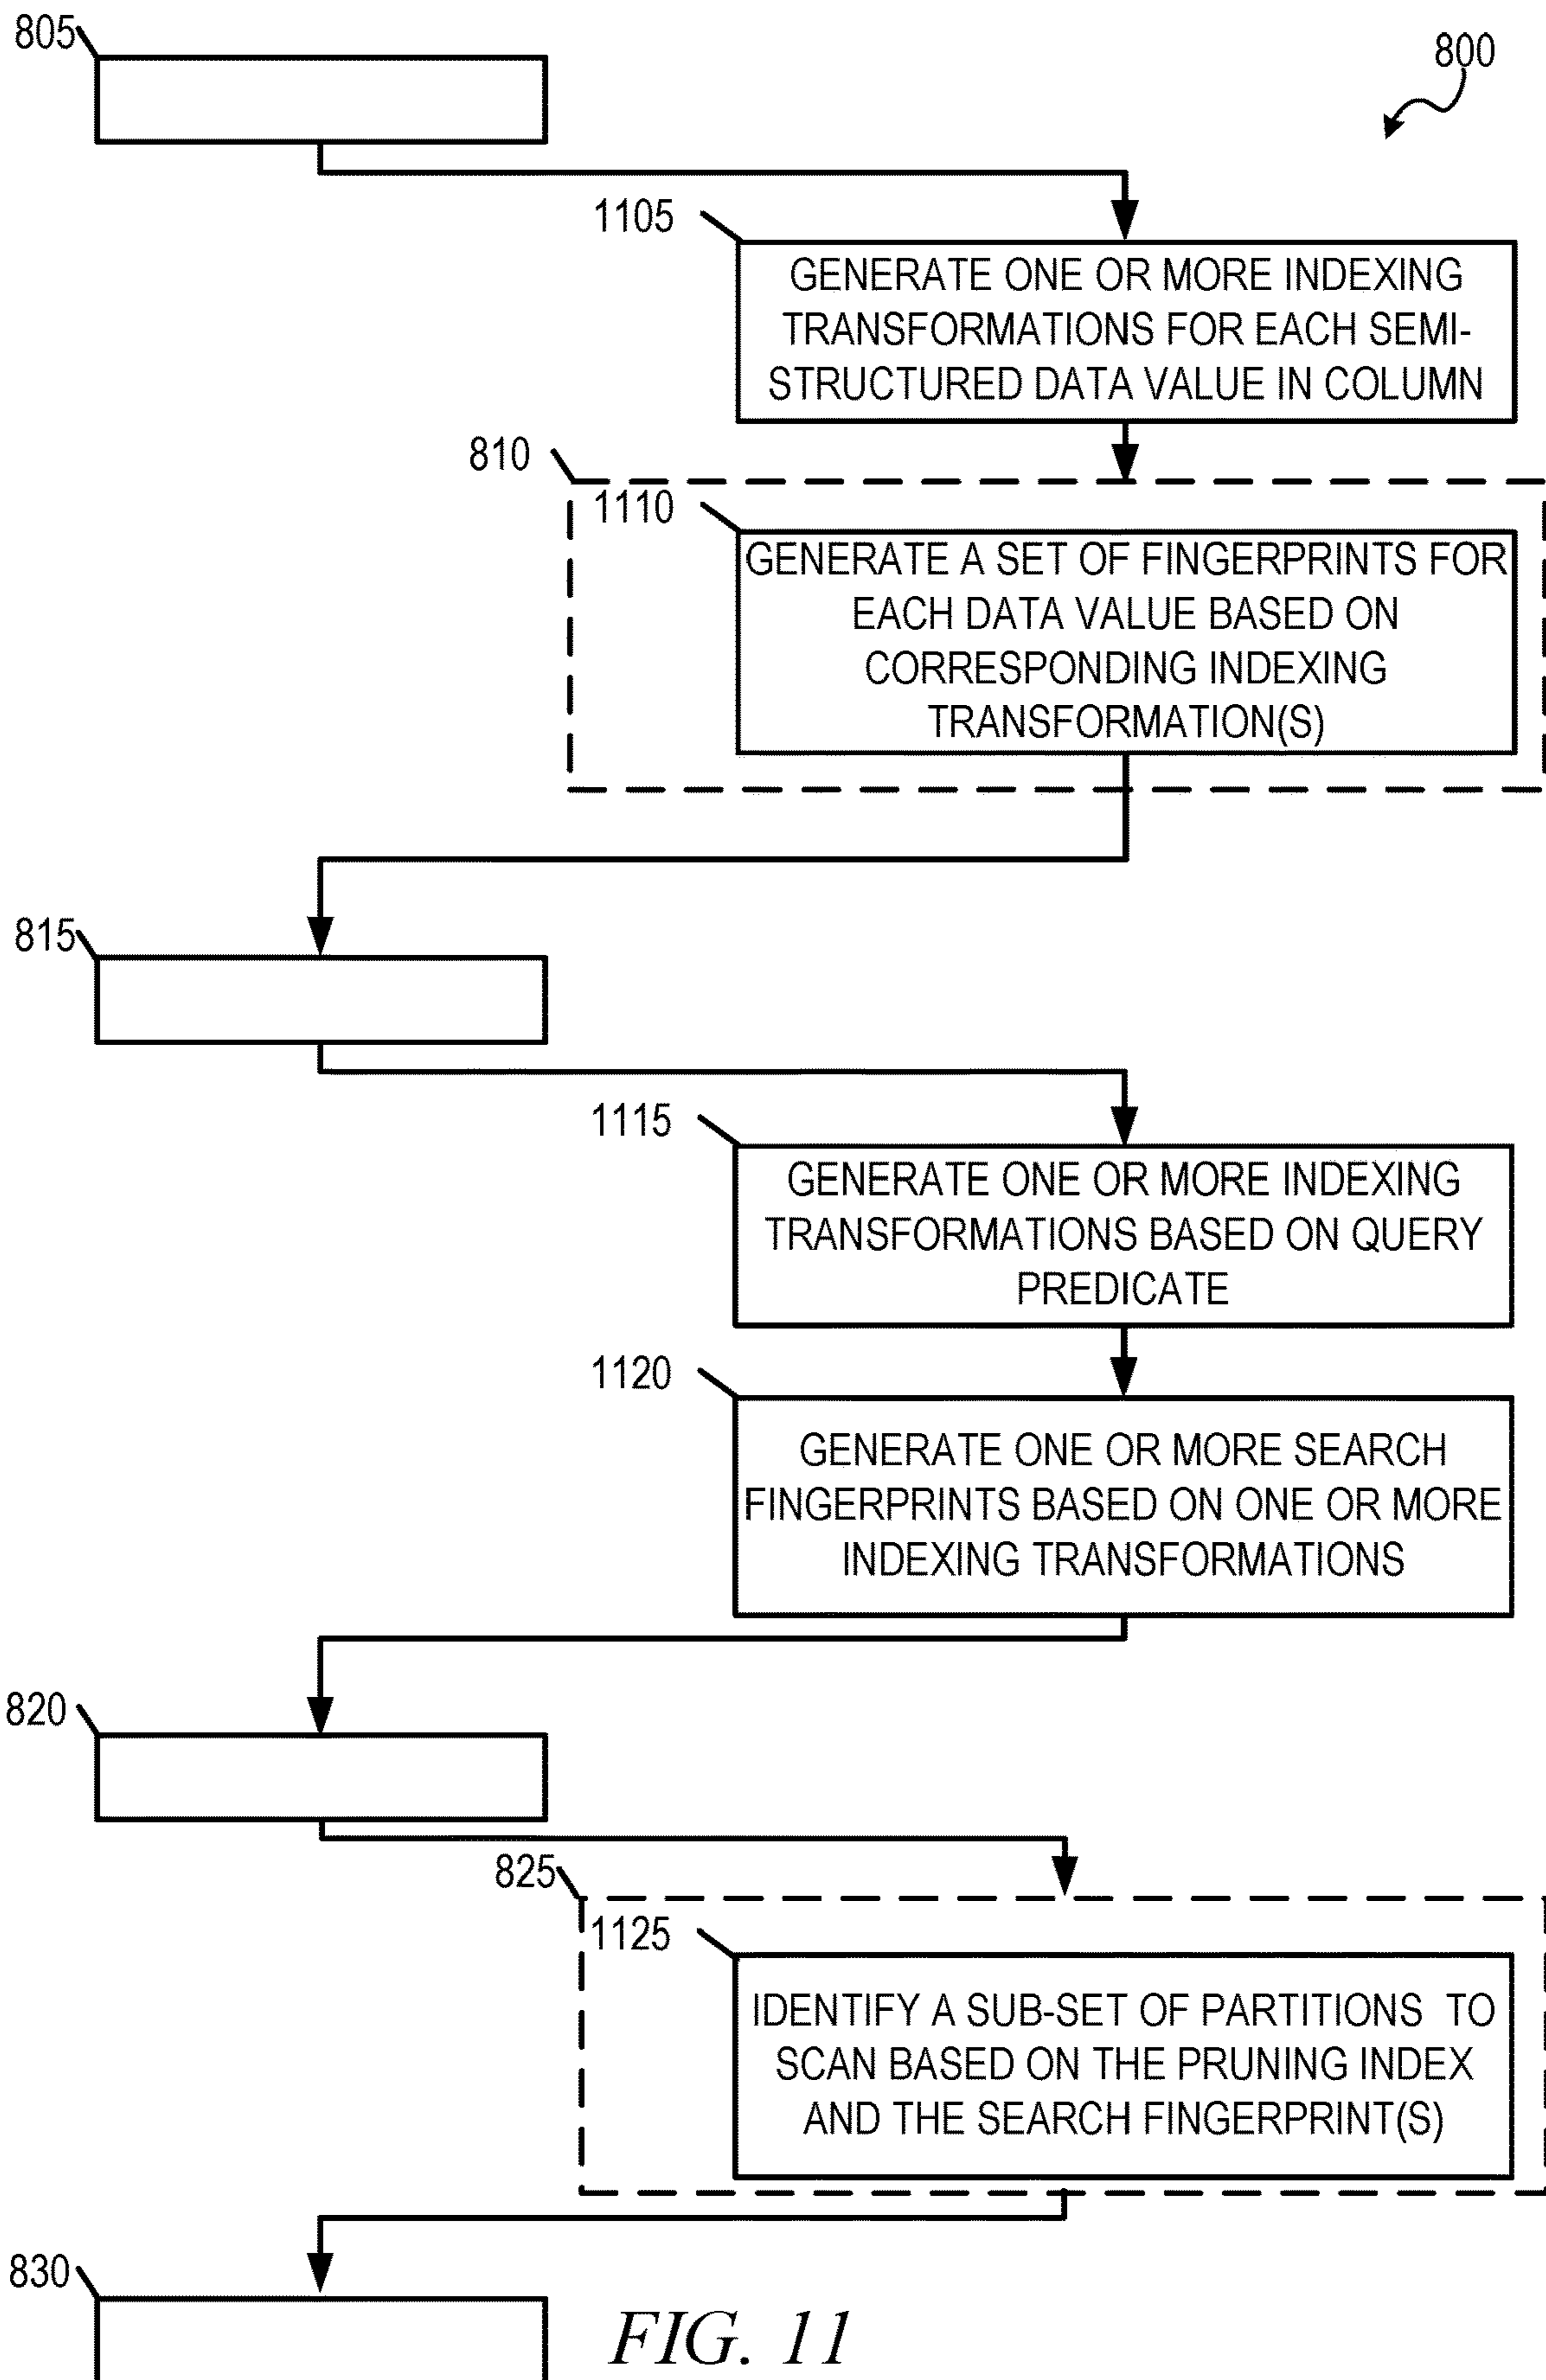 805
800
1105
GENERATE ONE OR MORE INDEXING
TRANSFORMATIONS FOR EACH SEMI-
STRUCTURED DATA VALUE IN COLUMN
810
1110
GENERATE A SET OF FINGERPRINTS FOR
EACH DATA VALUE BASED ON
CORRESPONDING INDEXING
TRANSFORMATION(S)
815
1115
GENERATE ONE OR MORE INDEXING
TRANSFORMATIONS BASED ON QUERY
PREDICATE
1120
GENERATE ONE OR MORE SEARCH
FINGERPRINTS BASED ON ONE OR MORE
INDEXING TRANSFORMATIONS
820
825
1125
IDENTIFY A SUB-SET OF PARTITIONS TO
SCAN BASED ON THE PRUNING INDEX
AND THE SEARCH FINGERPRINT(S)
830
FIG. 11